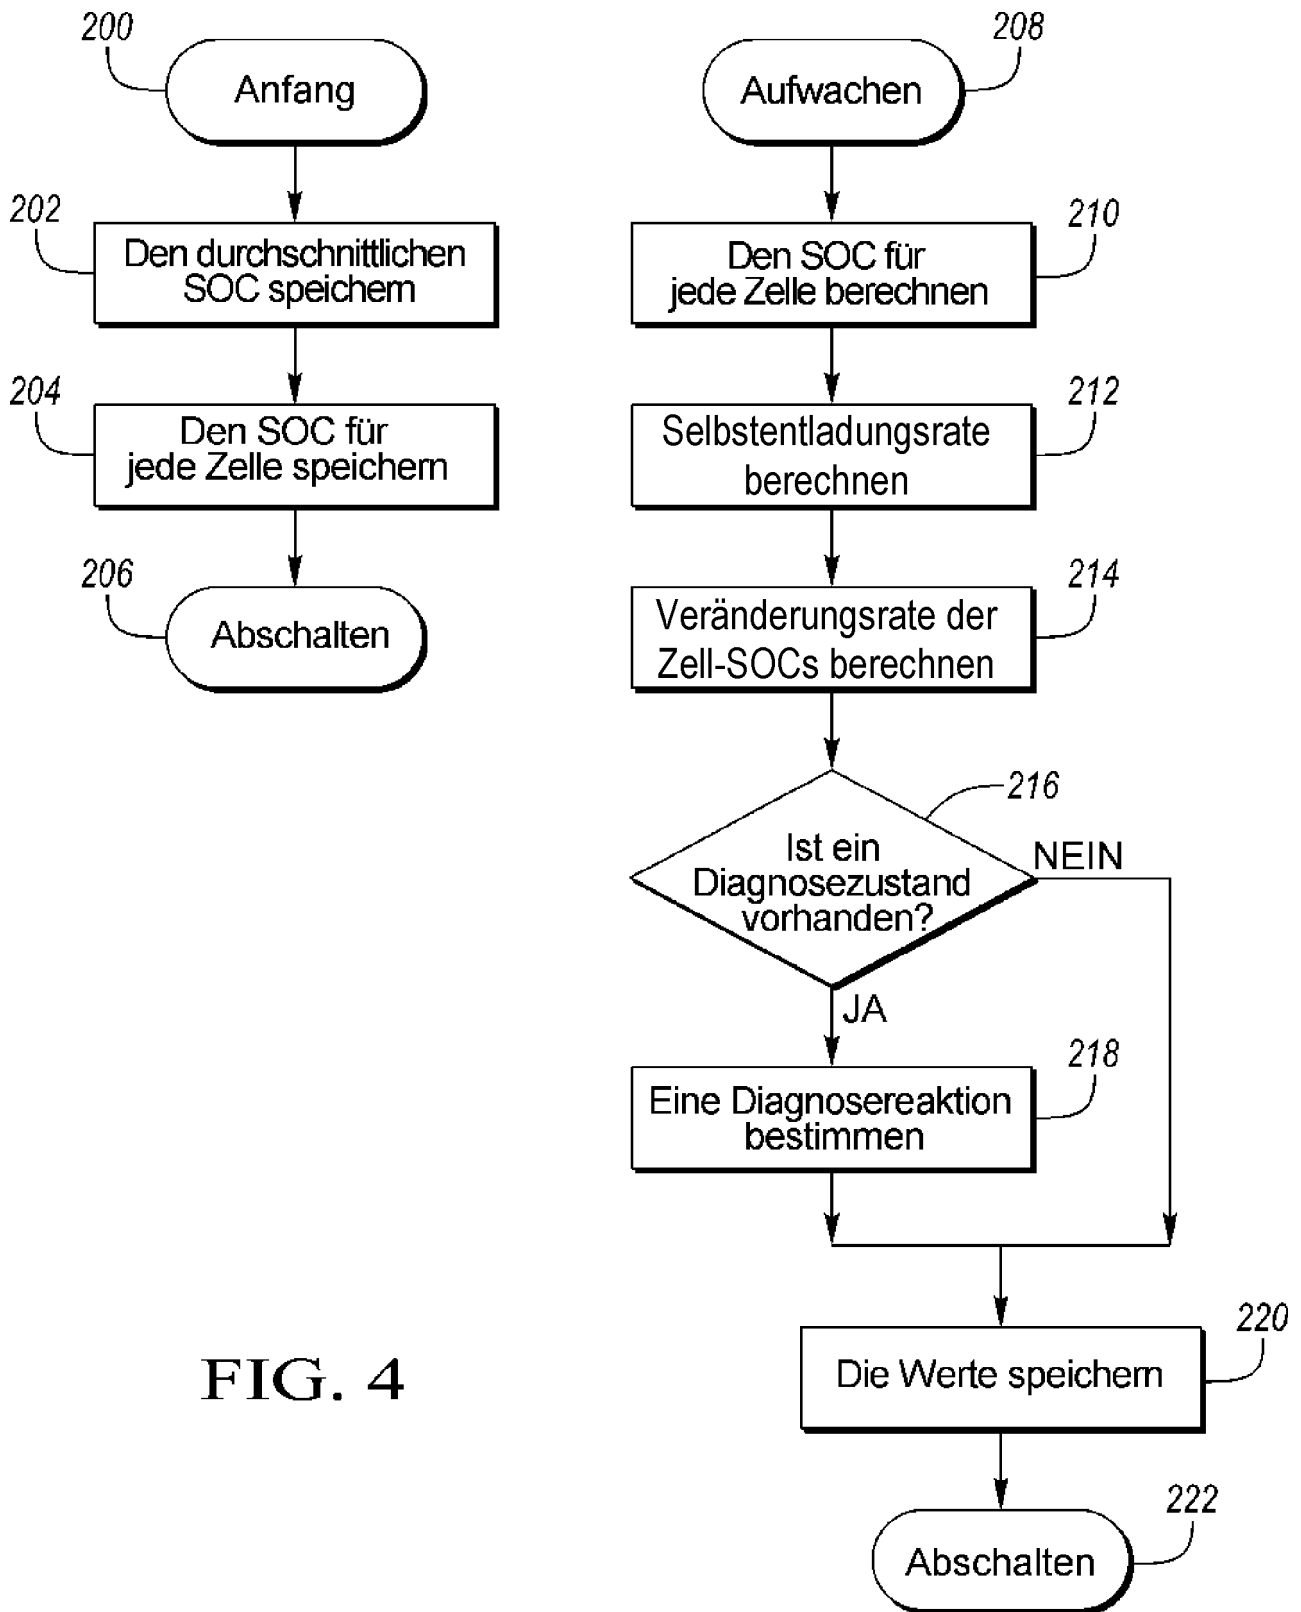 200
Anfang
202
Den durchschnittlichen
SOC speichern
204
Den SOC für
jede Zelle speichern
206
Abschalten
208
Aufwachen
210
Den SOC für
jede Zelle berechnen
212
Selbstentladungsrate
berechnen
214
Veränderungsrate der
Zell-SOCs berechnen
216
Ist ein
Diagnosezustand
vorhanden?
NEIN
JA
218
Eine Diagnosereaktion
bestimmen
220
Die Werte speichern
222
Abschalten
FIG. 4